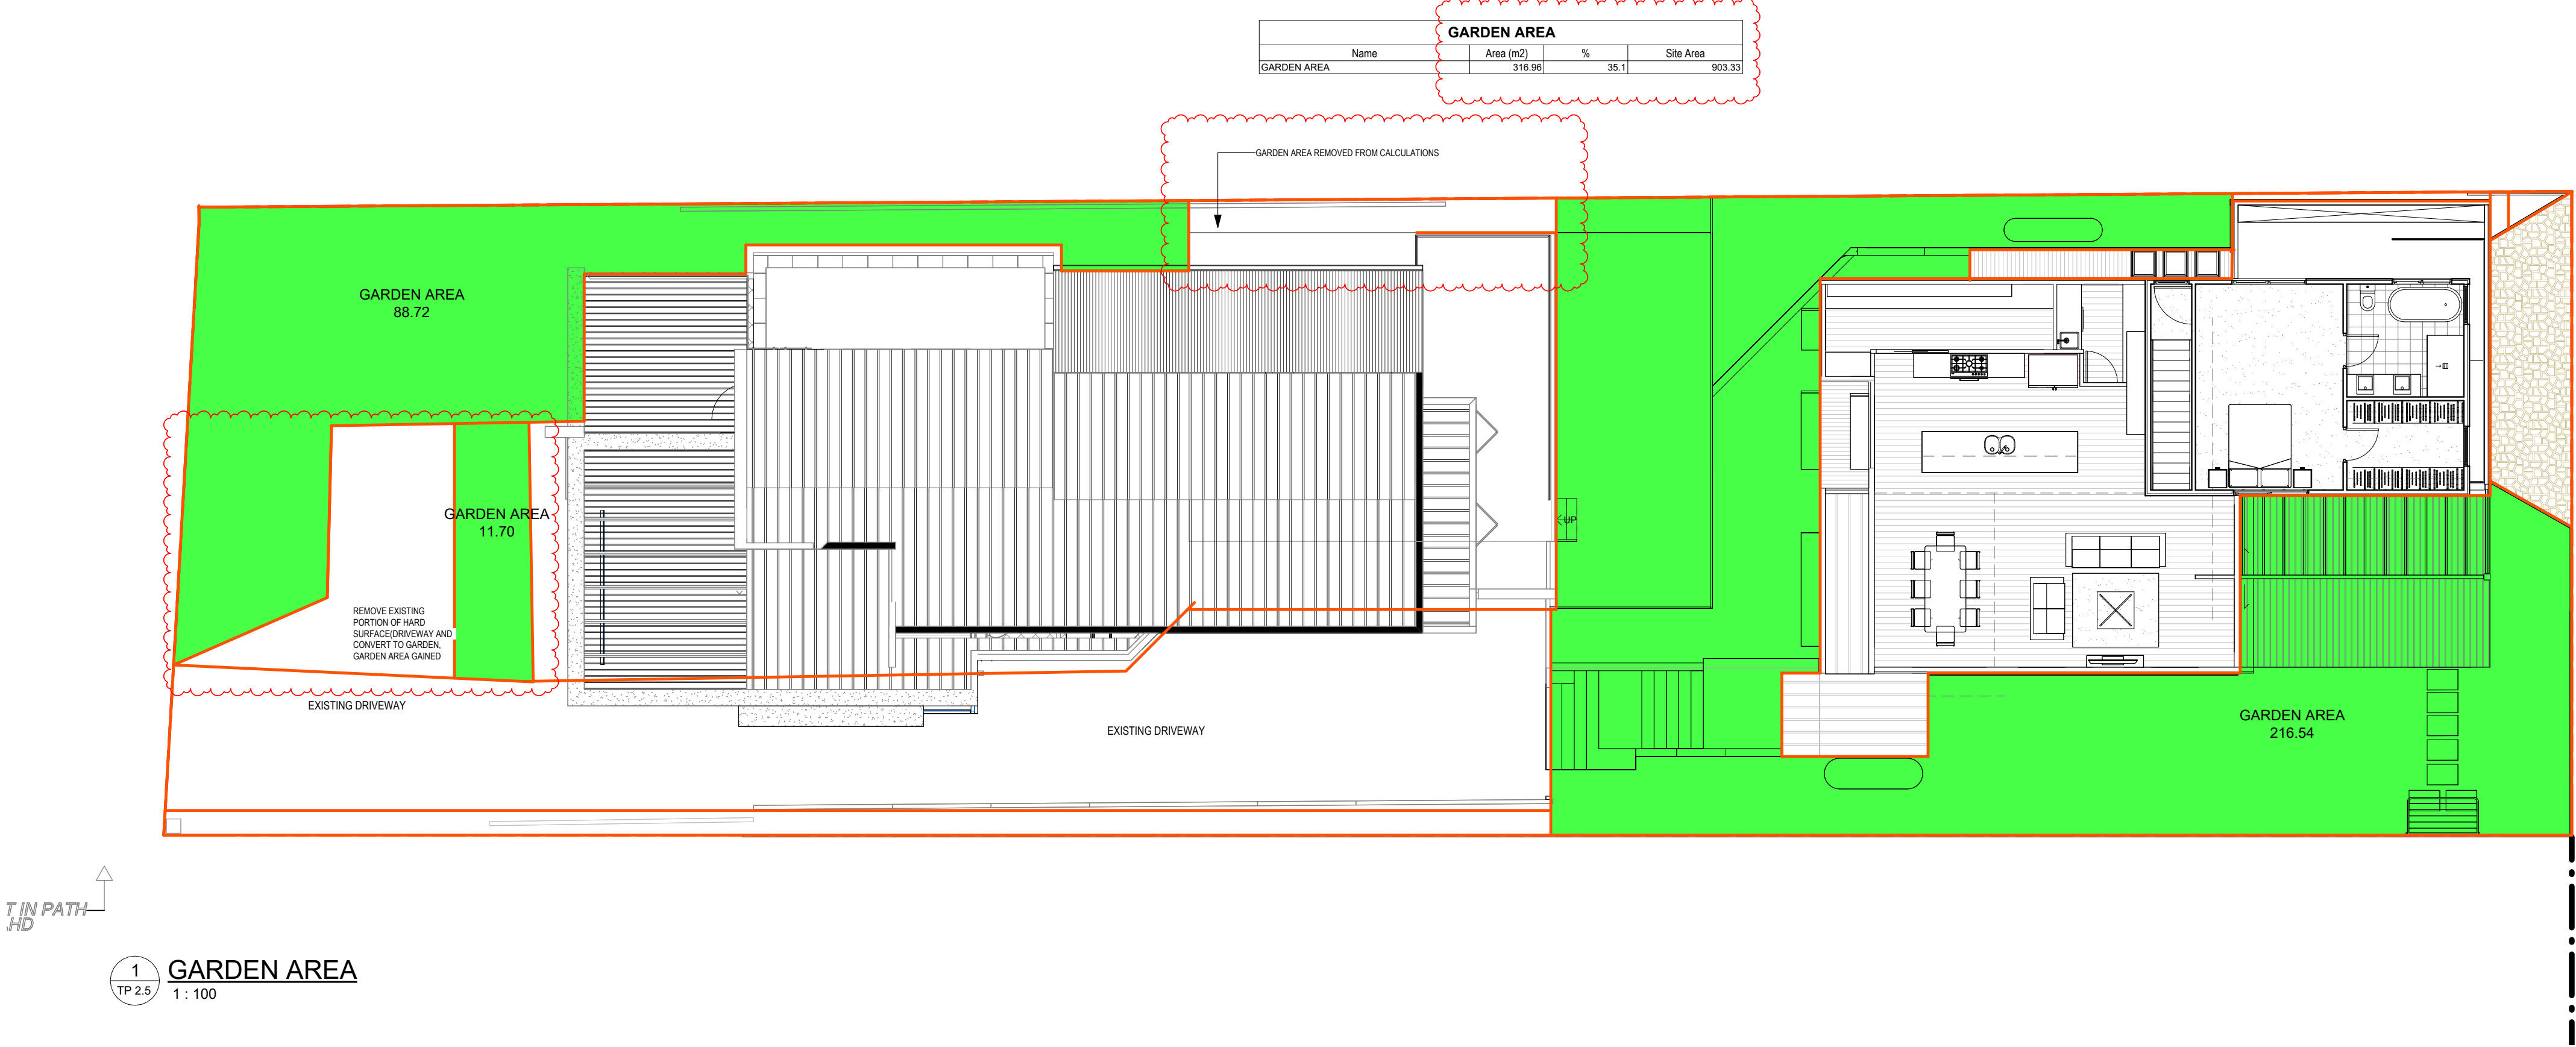 GARDEN AREA
Name Area (m2) % Site Area
GARDEN AREA 316.96 35.1 903.33
GARDEN AREA REMOVED FROM CALCULATIONS
GARDEN AREA
88.72
GARDEN AREA
11.70
UP
REMOVE EXISTING
PORTION OF HARD
SURFACE(DRIVEWAY AND
CONVERT TO GARDEN,
GARDEN AREA GAINED
EXISTING DRIVEWAY
EXISTING DRIVEWAY
GARDEN AREA
216.54
T IN PATH
HD
1
TP 2.5
GARDEN AREA
1 : 100